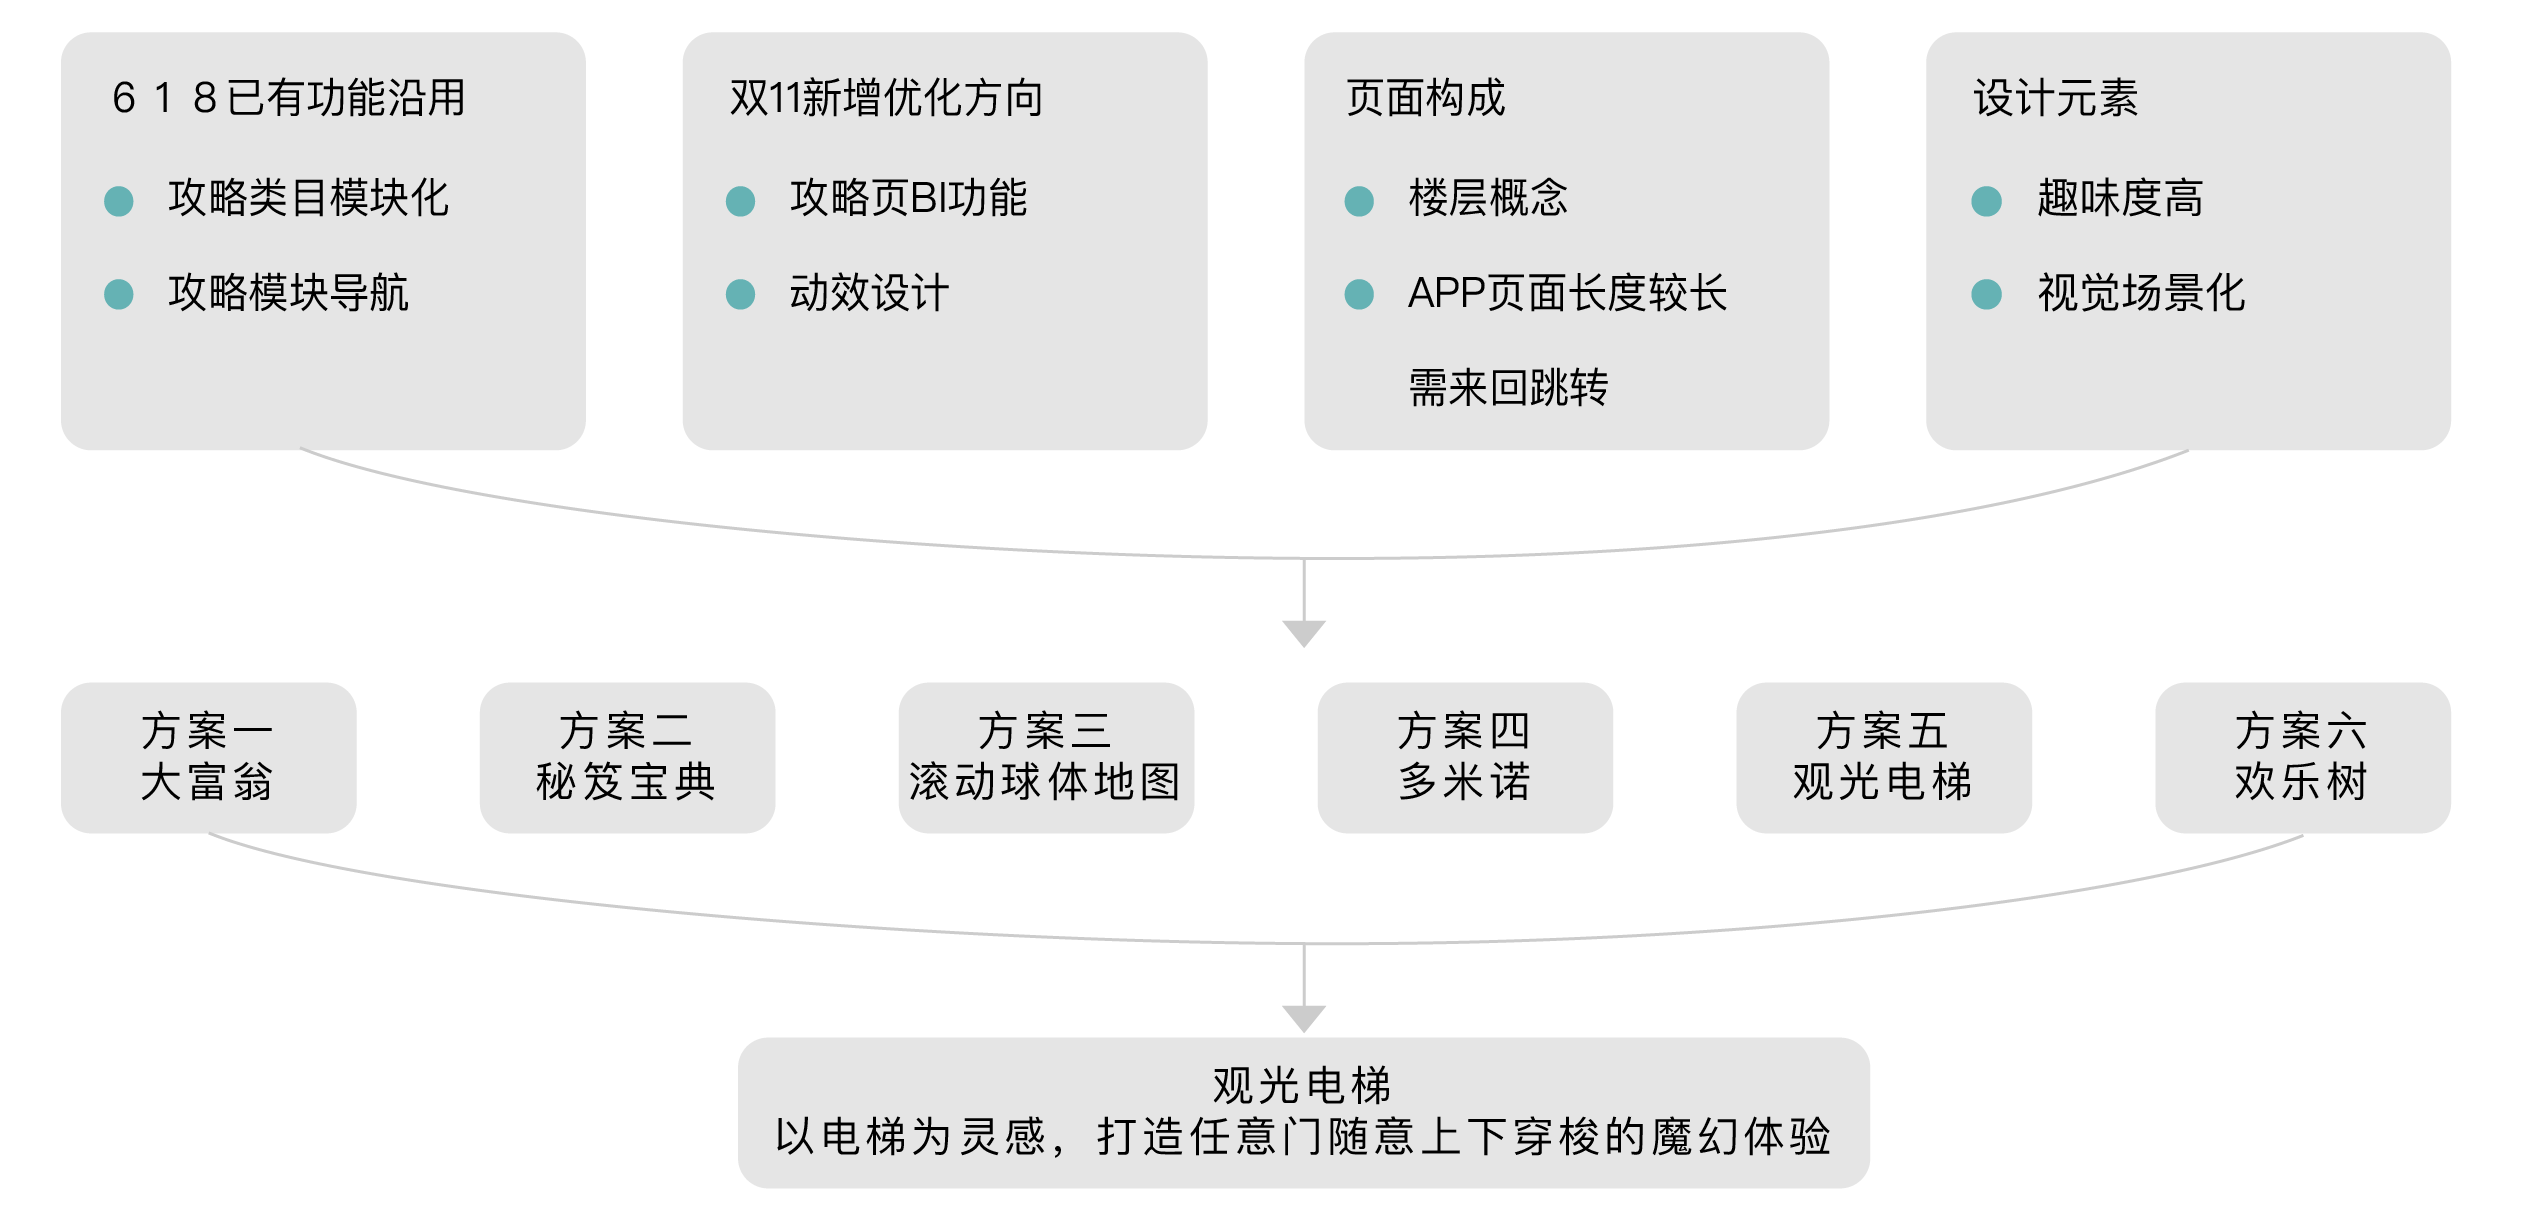 618已有功能沿用
攻略类目模块化
攻略模块导航
双11新增优化方向
攻略页BI功能
动效设计
页面构成
楼层概念
APP页面长度较长
需来回跳转
设计元素
趣味度高
视觉场景化
方案一
大富翁
方案二
秘笈宝典
方案三
滚动球体地图
方案四
多米诺
方案五
观光电梯
方案六
欢乐树
观光电梯
以电梯为灵感，打造任意门随意上下穿梭的魔幻体验